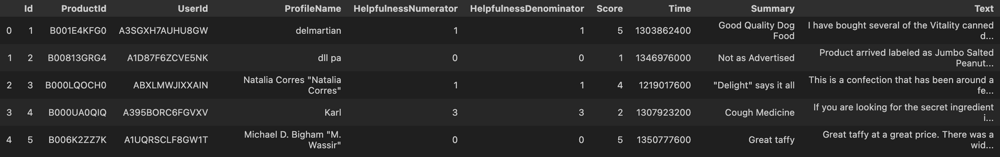 Id ProductId UserId ProfileName HelpfulnessNumerator HelpfulnessDenominator Score Time Summary Text
0 1 B001E4KFG0 A3SGXH7AUHU8GW delmartian 1 1 5 1303862400 Good Quality Dog Food I have bought several of the Vitality canned d...
1 2 B00813GRG4 A1D87F6ZCVE5NK dll pa 0 0 1 1346976000 Not as Advertised Product arrived labeled as Jumbo Salted Peanut...
2 3 B000LQOCH0 ABXLMWJIXXAIN Natalia Corres "Natalia Corres" 1 1 4 1219017600 "Delight" says it all This is a confection that has been around a fe...
3 4 B000UA0QIQ A395BORC6FGVXV Karl 3 3 2 1307923200 Cough Medicine If you are looking for the secret ingredient i...
4 5 B006K2ZZ7K A1UQRSCLF8GW1T Michael D. Bigham "M. Wassir" 0 0 5 1350777600 Great taffy Great taffy at a great price. There was a wid...